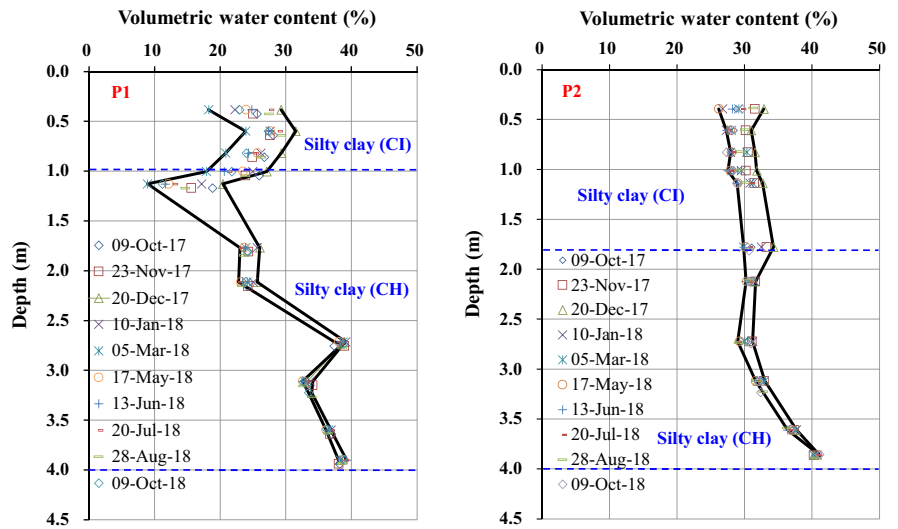 Volumetric water content (%)
0 10 20 30 40 50
0.0
0.5
1.0
1.5
2.0
2.5
3.0
3.5
4.0
4.5
Depth (m)
P1
Silty clay (CI)
Silty clay (CH)
09-Oct-17
23-Nov-17
20-Dec-17
10-Jan-18
05-Mar-18
17-May-18
13-Jun-18
20-Jul-18
28-Aug-18
09-Oct-18
Volumetric water content (%)
0 10 20 30 40 50
0.0
0.5
1.0
1.5
2.0
2.5
3.0
3.5
4.0
4.5
Depth (m)
P2
Silty clay (CI)
09-Oct-17
23-Nov-17
20-Dec-17
10-Jan-18
05-Mar-18
17-May-18
13-Jun-18
20-Jul-18
28-Aug-18
09-Oct-18
Silty clay (CH)